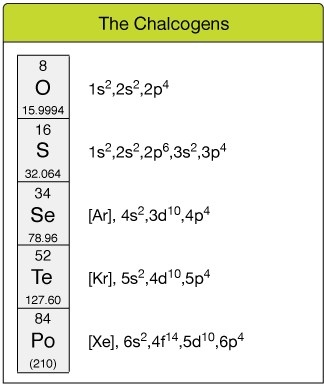 The Chalcogens
8
O
15.9994
1s²,2s²,2p⁴
16
S
32.064
1s²,2s²,2p⁶,3s²,3p⁴
34
Se
78.96
[Ar], 4s²,3d¹⁰,4p⁴
52
Te
127.60
[Kr], 5s²,4d¹⁰,5p⁴
84
Po
(210)
[Xe], 6s²,4f¹⁴,5d¹⁰,6p⁴